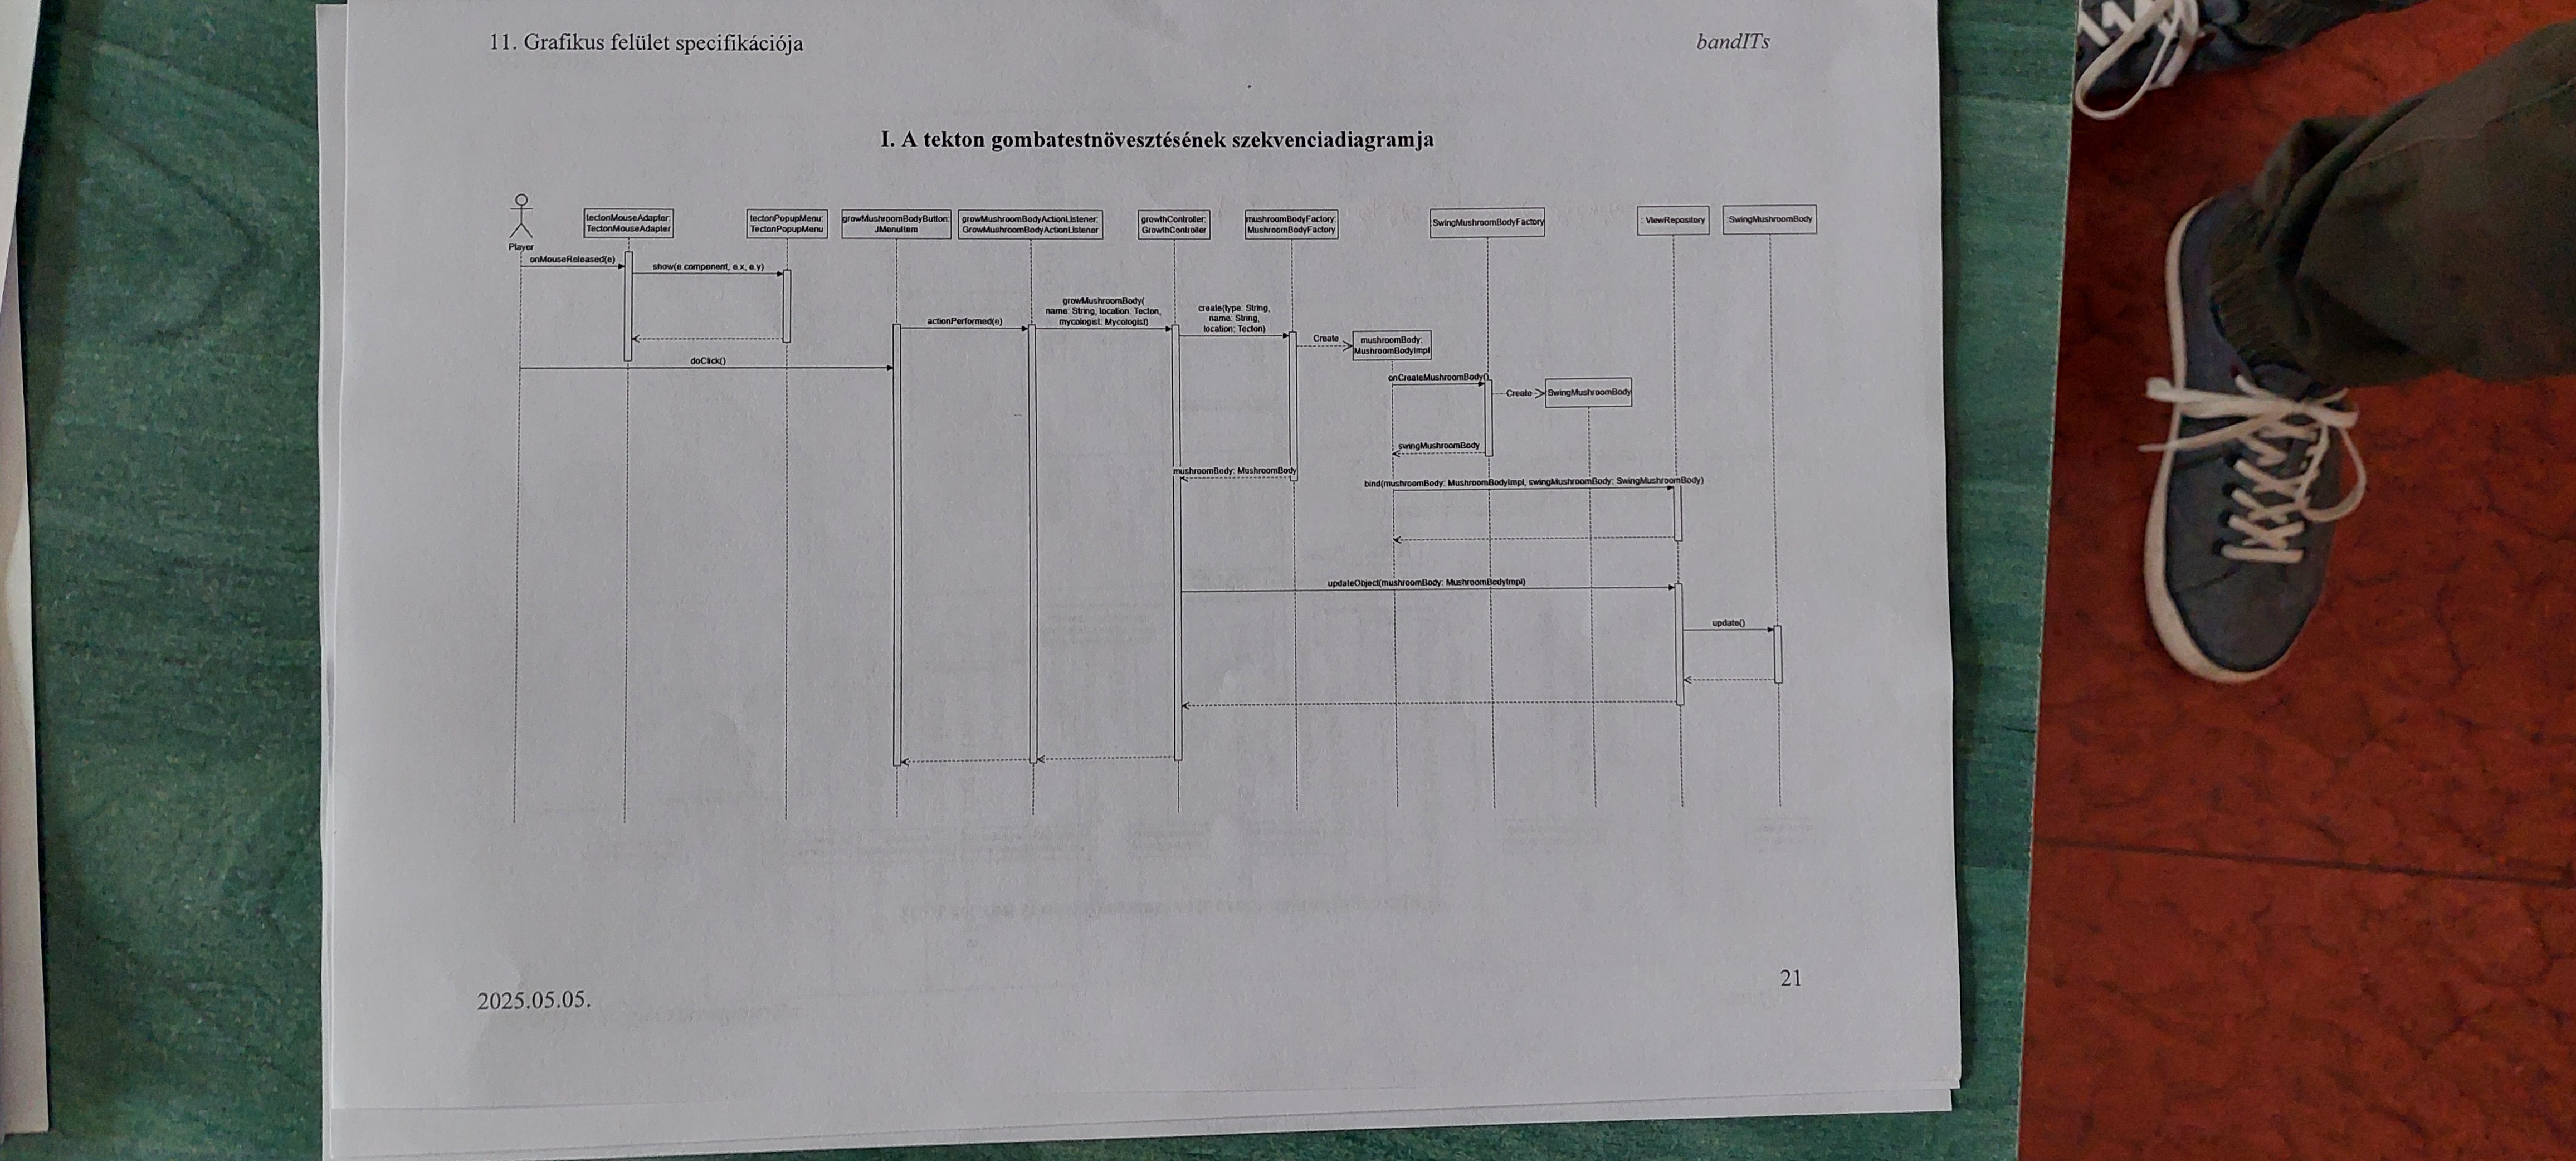 11. Grafikus felület specifikációja
bandITs
I. A tekton gombatestnövesztésének szekvenciadiagramja
Player
tectonMouseAdapter:
TectonMouseAdapter
tectonPopupMenu:
TectonPopupMenu
growMushroomBodyButton:
JMenuItem
growMushroomBodyActionListener:
GrowMushroomBodyActionListener
growthController:
GrowthController
mushroomBodyFactory:
MushroomBodyFactory
SwingMushroomBodyFactory
: ViewRepository
:SwingMushroomBody
onMouseReleased(e)
show(e.component, e.x, e.y)
doClick()
actionPerformed(e)
growMushroomBody(
name: String, location: Tecton,
mycologist: Mycologist)
create(type: String,
name: String,
location: Tecton)
Create
mushroomBody:
MushroomBodyImpl
onCreateMushroomBody()
Create
SwingMushroomBody
swingMushroomBody
mushroomBody: MushroomBody
bind(mushroomBody: MushroomBodyImpl, swingMushroomBody: SwingMushroomBody)
updateObject(mushroomBody: MushroomBodyImpl)
update()
2025.05.05.
21